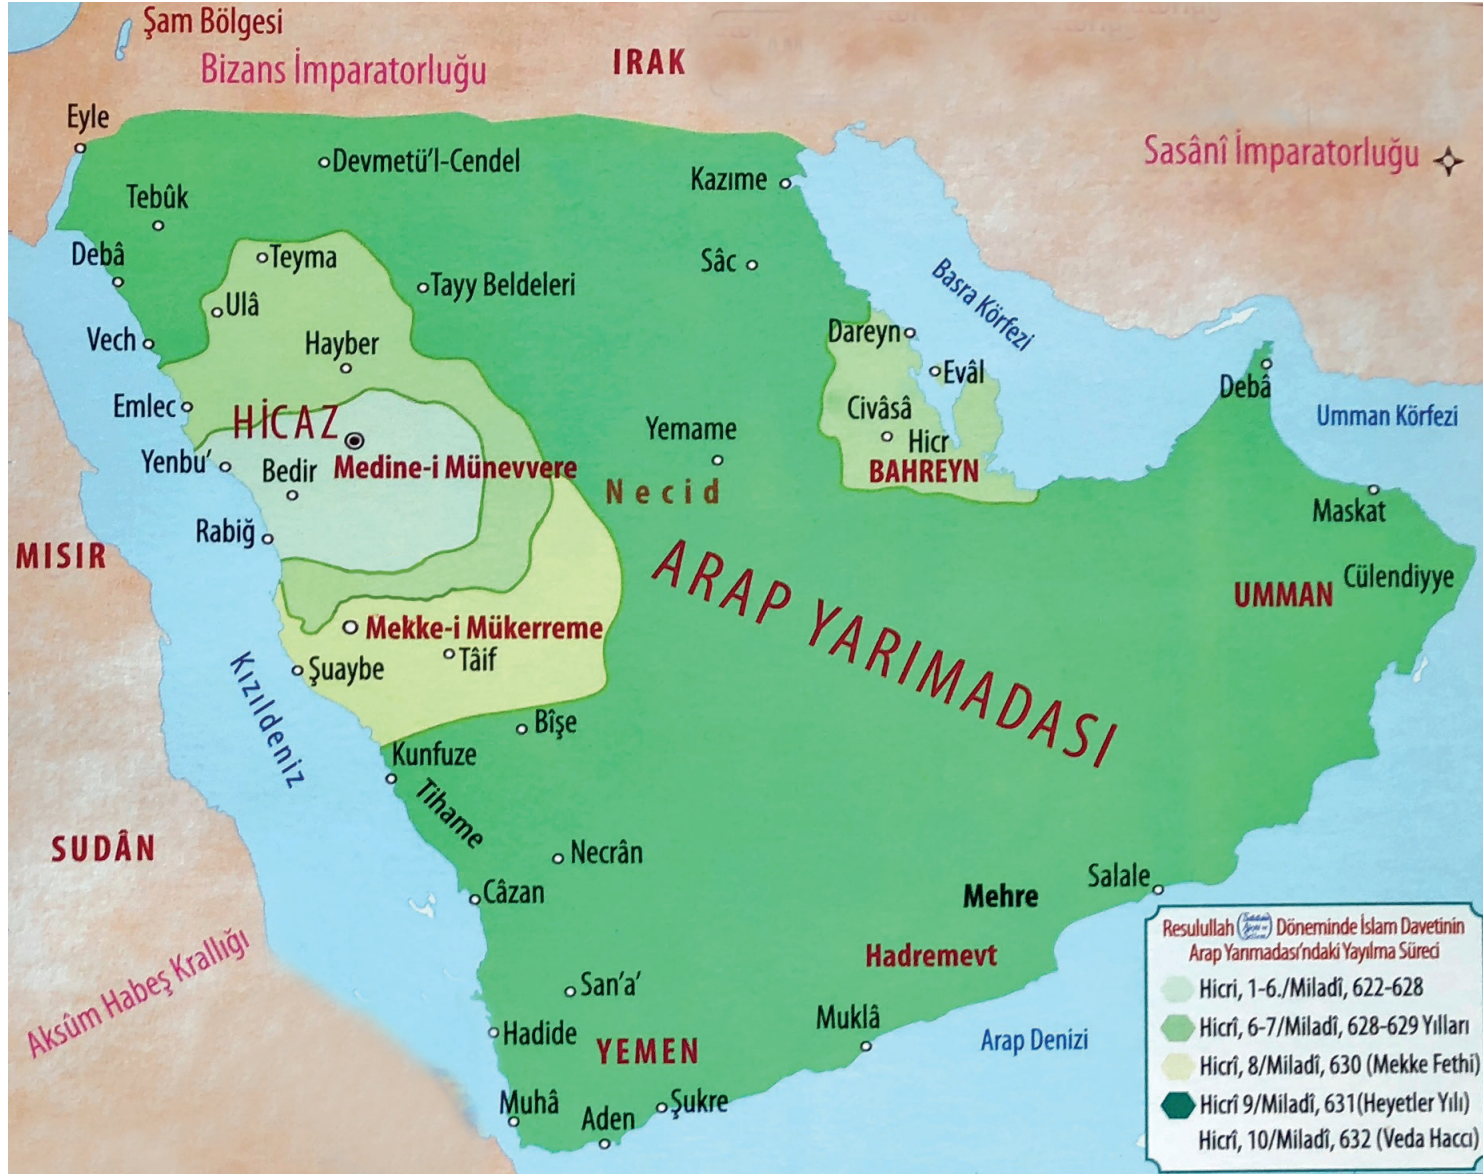 Şam Bölgesi
Bizans İmparatorluğu
IRAK
Eyle
Devmetü'l-Cendel
Sasânî İmparatorluğu
Kazıme
Tebûk
Debâ
Teyma
Sâc
Tayy Beldeleri
Basra Körfezi
Ulâ
Vech
Hayber
Dareyn
Evâl
Debâ
Emlec
HİCAZ
Civâsâ
Umman Körfezi
Yemame
Hicr
Yenbu'
Bedir
Medine-i Münevvere
BAHREYN
Necid
Maskat
Rabiğ
MISIR
ARAP YARIMADASI
Cülendiyye
UMMAN
Mekke-i Mükerreme
Tâif
Şuaybe
Kızıldeniz
Bîşe
Kunfuze
Tihame
SUDÂN
Necrân
Câzan
Mehre
Salale
Hadremevt
Aksûm Habeş Krallığı
San'a'
Hadide
YEMEN
Muklâ
Arap Denizi
Muhâ
Aden
Şukre
Resulullah Döneminde İslam Davetinin
Arap Yarımadası'ndaki Yayılma Süreci
Hicri, 1-6./Miladî, 622-628
Hicrî, 6-7/Miladî, 628-629 Yılları
Hicrî, 8/Miladî, 630 (Mekke Fethi)
Hicrî 9/Miladî, 631(Heyetler Yılı)
Hicrî, 10/Miladî, 632 (Veda Haccı)